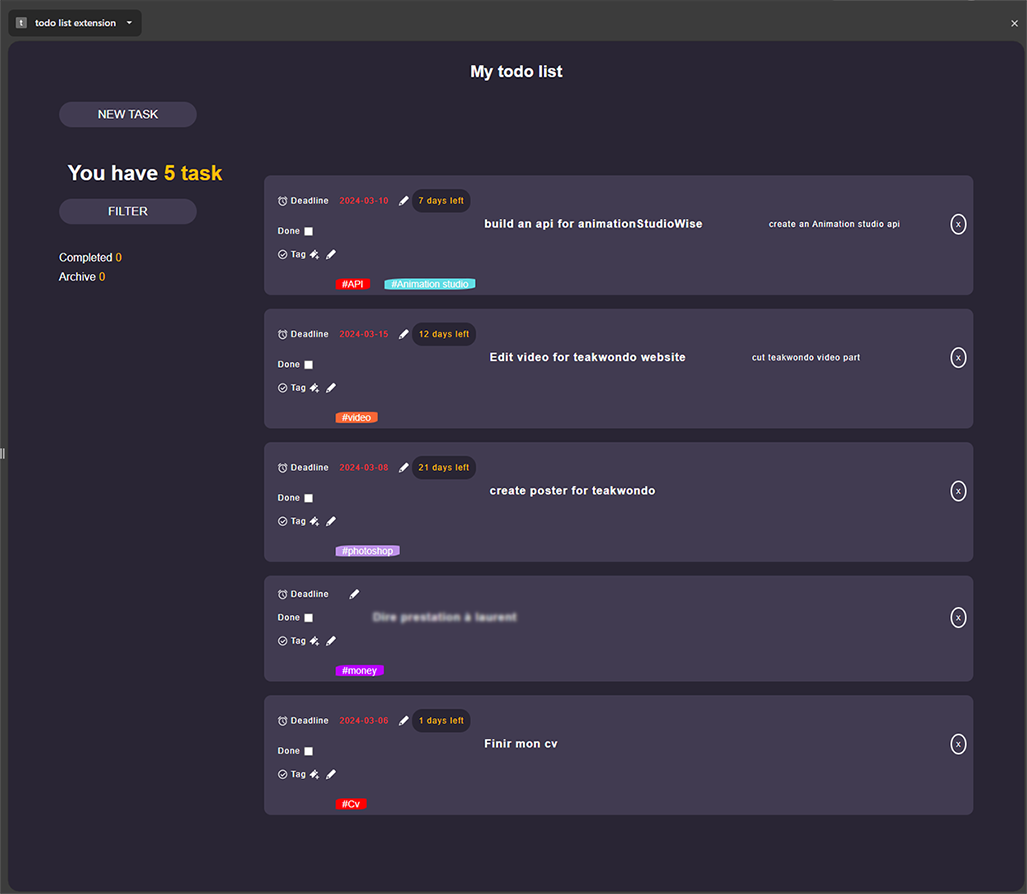 todo list extension
My todo list
NEW TASK
You have 5 task
FILTER
Completed 0
Archive 0
Deadline 2024-03-10 7 days left
Done
build an api for animationStudioWise
create an Animation studio api
x
Tag
#API #Animation studio
Deadline 2024-03-15 12 days left
Done
Edit video for teakwondo website
cut teakwondo video part
x
Tag
#video
Deadline 2024-03-08 21 days left
Done
create poster for teakwondo
x
Tag
#photoshop
Deadline
Done
Dire prestation à laurent
x
Tag
#money
Deadline 2024-03-06 1 days left
Done
Finir mon cv
x
Tag
#Cv